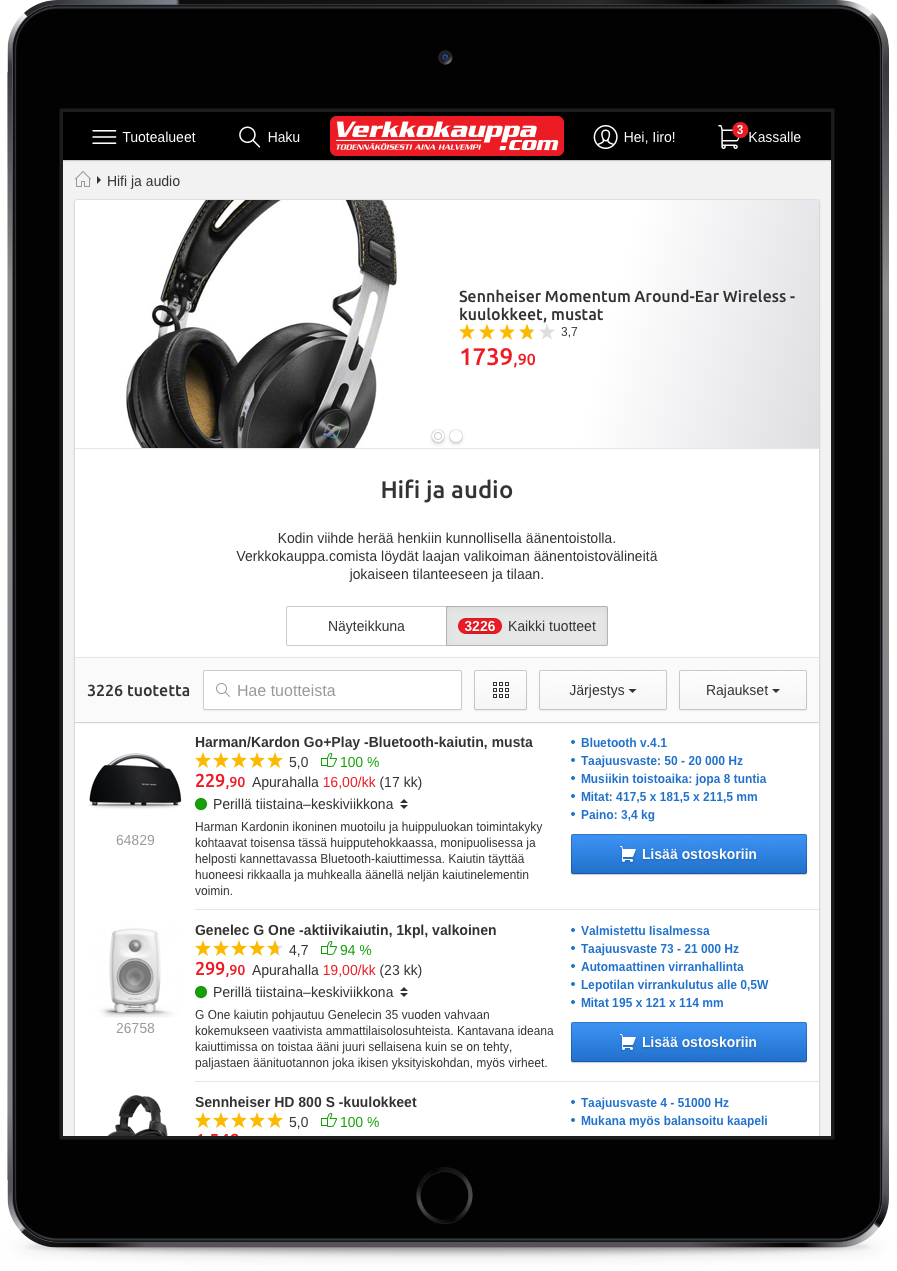 Tuotealueet
Haku
Verkkokauppa
.com
TODENNÄKÖISESTI AINA HALVEMPI
Hei, Iiro!
3
Kassalle
Hifi ja audio
Sennheiser Momentum Around-Ear Wireless -
kuulokkeet, mustat
3,7
1739,90
Hifi ja audio
Kodin viihde herää henkiin kunnollisella äänentoistolla.
Verkkokauppa.comista löydät laajan valikoiman äänentoistovälineitä
jokaiseen tilanteeseen ja tilaan.
Näyteikkuna
3226 Kaikki tuotteet
3226 tuotetta
Hae tuotteista
Järjestys
Rajaukset
Harman/Kardon Go+Play -Bluetooth-kaiutin, musta
5,0 100 %
229,90 Apurahalla 16,00/kk (17 kk)
Perillä tiistaina–keskiviikkona
64829
Harman Kardonin ikoninen muotoilu ja huippuluokan toimintakyky
kohtaavat toisensa tässä huipputehokkaassa, monipuolisessa ja
helposti kannettavassa Bluetooth-kaiuttimessa. Kaiutin täyttää
huoneesi rikkaalla ja muhkealla äänellä neljän kaiutinelementin
voimin.
• Bluetooth v.4.1
• Taajuusvaste: 50 - 20 000 Hz
• Musiikin toistoaika: jopa 8 tuntia
• Mitat: 417,5 x 181,5 x 211,5 mm
• Paino: 3,4 kg
Lisää ostoskoriin
Genelec G One -aktiivikaiutin, 1kpl, valkoinen
4,7 94 %
299,90 Apurahalla 19,00/kk (23 kk)
Perillä tiistaina–keskiviikkona
26758
G One kaiutin pohjautuu Genelecin 35 vuoden vahvaan
kokemukseen vaativista ammattilaisolosuhteista. Kantavana ideana
kaiuttimissa on toistaa ääni juuri sellaisena kuin se on tehty,
paljastaen äänituotannon joka ikisen yksityiskohdan, myös virheet.
• Valmistettu Iisalmessa
• Taajuusvaste 73 - 21 000 Hz
• Automaattinen virranhallinta
• Lepotilan virrankulutus alle 0,5W
• Mitat 195 x 121 x 114 mm
Lisää ostoskoriin
Sennheiser HD 800 S -kuulokkeet
5,0 100 %
• Taajuusvaste 4 - 51000 Hz
• Mukana myös balansoitu kaapeli